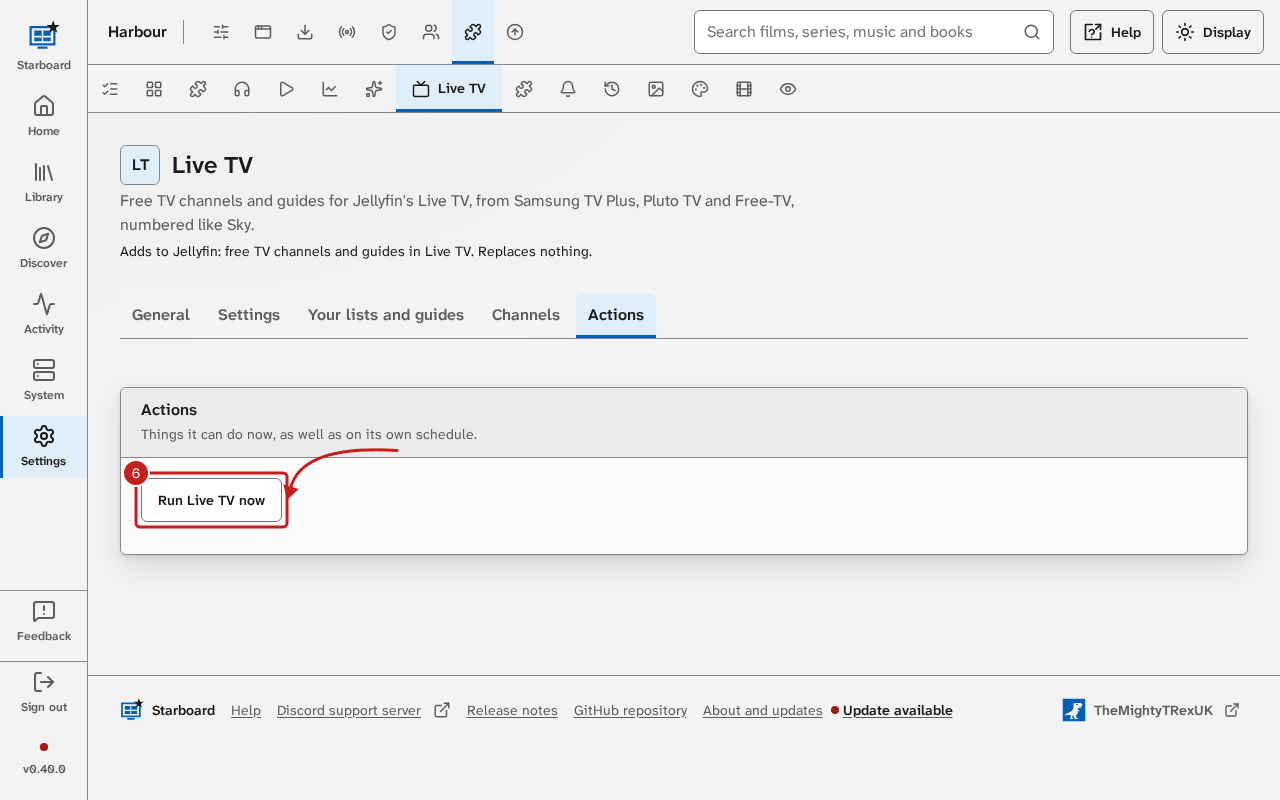 Starboard
Home
Library
Discover
Activity
System
Settings
Feedback
Sign out
v0.40.0
Harbour
Search films, series, music and books
Help
Display
Live TV
LT
Live TV
Free TV channels and guides for Jellyfin's Live TV, from Samsung TV Plus, Pluto TV and Free-TV,
numbered like Sky.
Adds to Jellyfin: free TV channels and guides in Live TV. Replaces nothing.
General
Settings
Your lists and guides
Channels
Actions
Actions
Things it can do now, as well as on its own schedule.
6
Run Live TV now
Starboard
Help
Discord support server
Release notes
GitHub repository
About and updates
Update available
TheMightyTRexUK